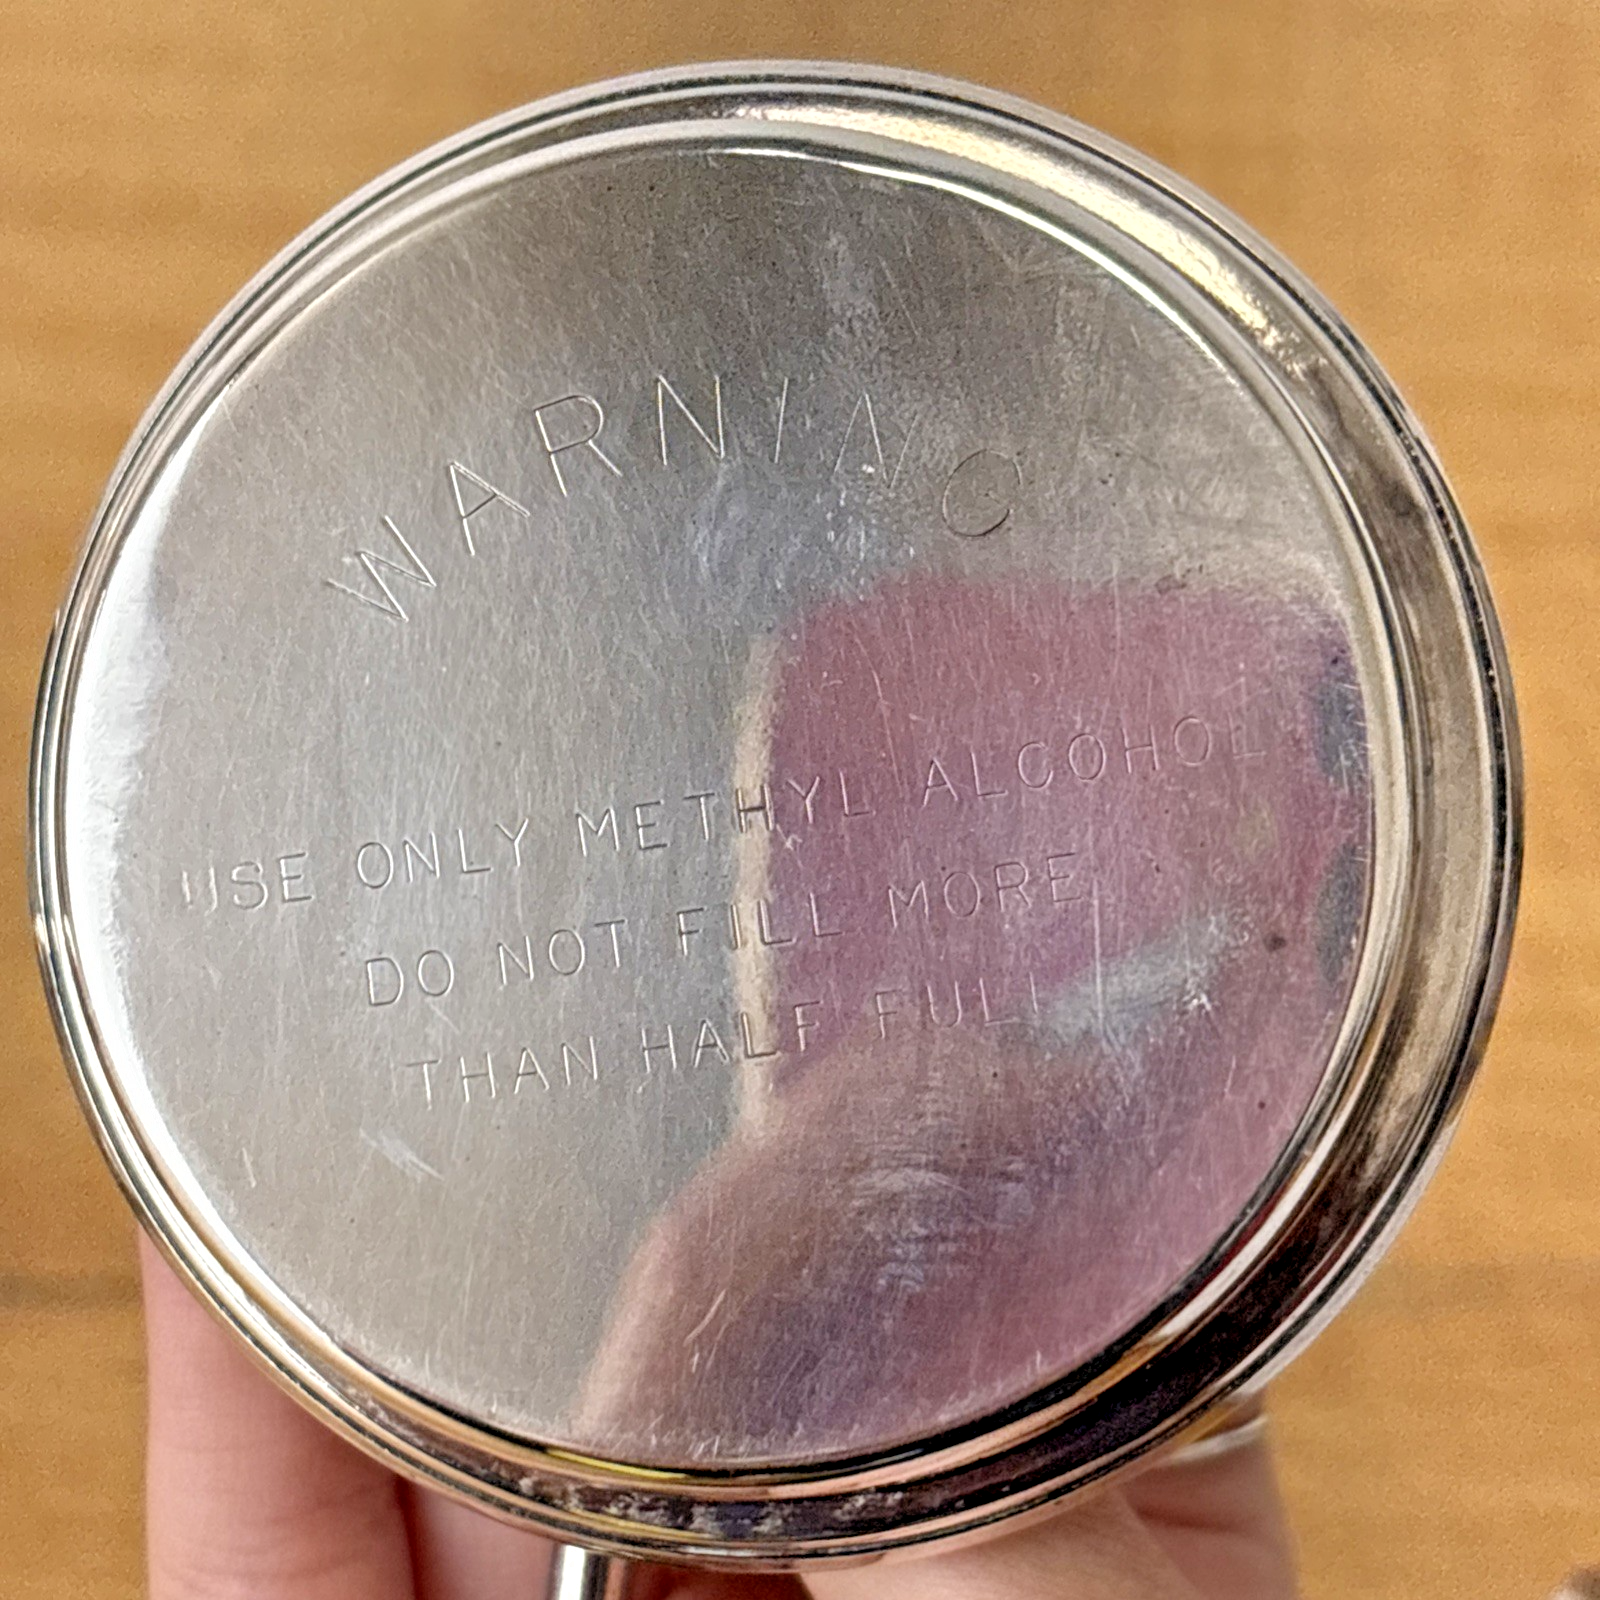 WARNING
USE ONLY METHYL ALCOHOL
DO NOT FILL MORE
THAN HALF FULL